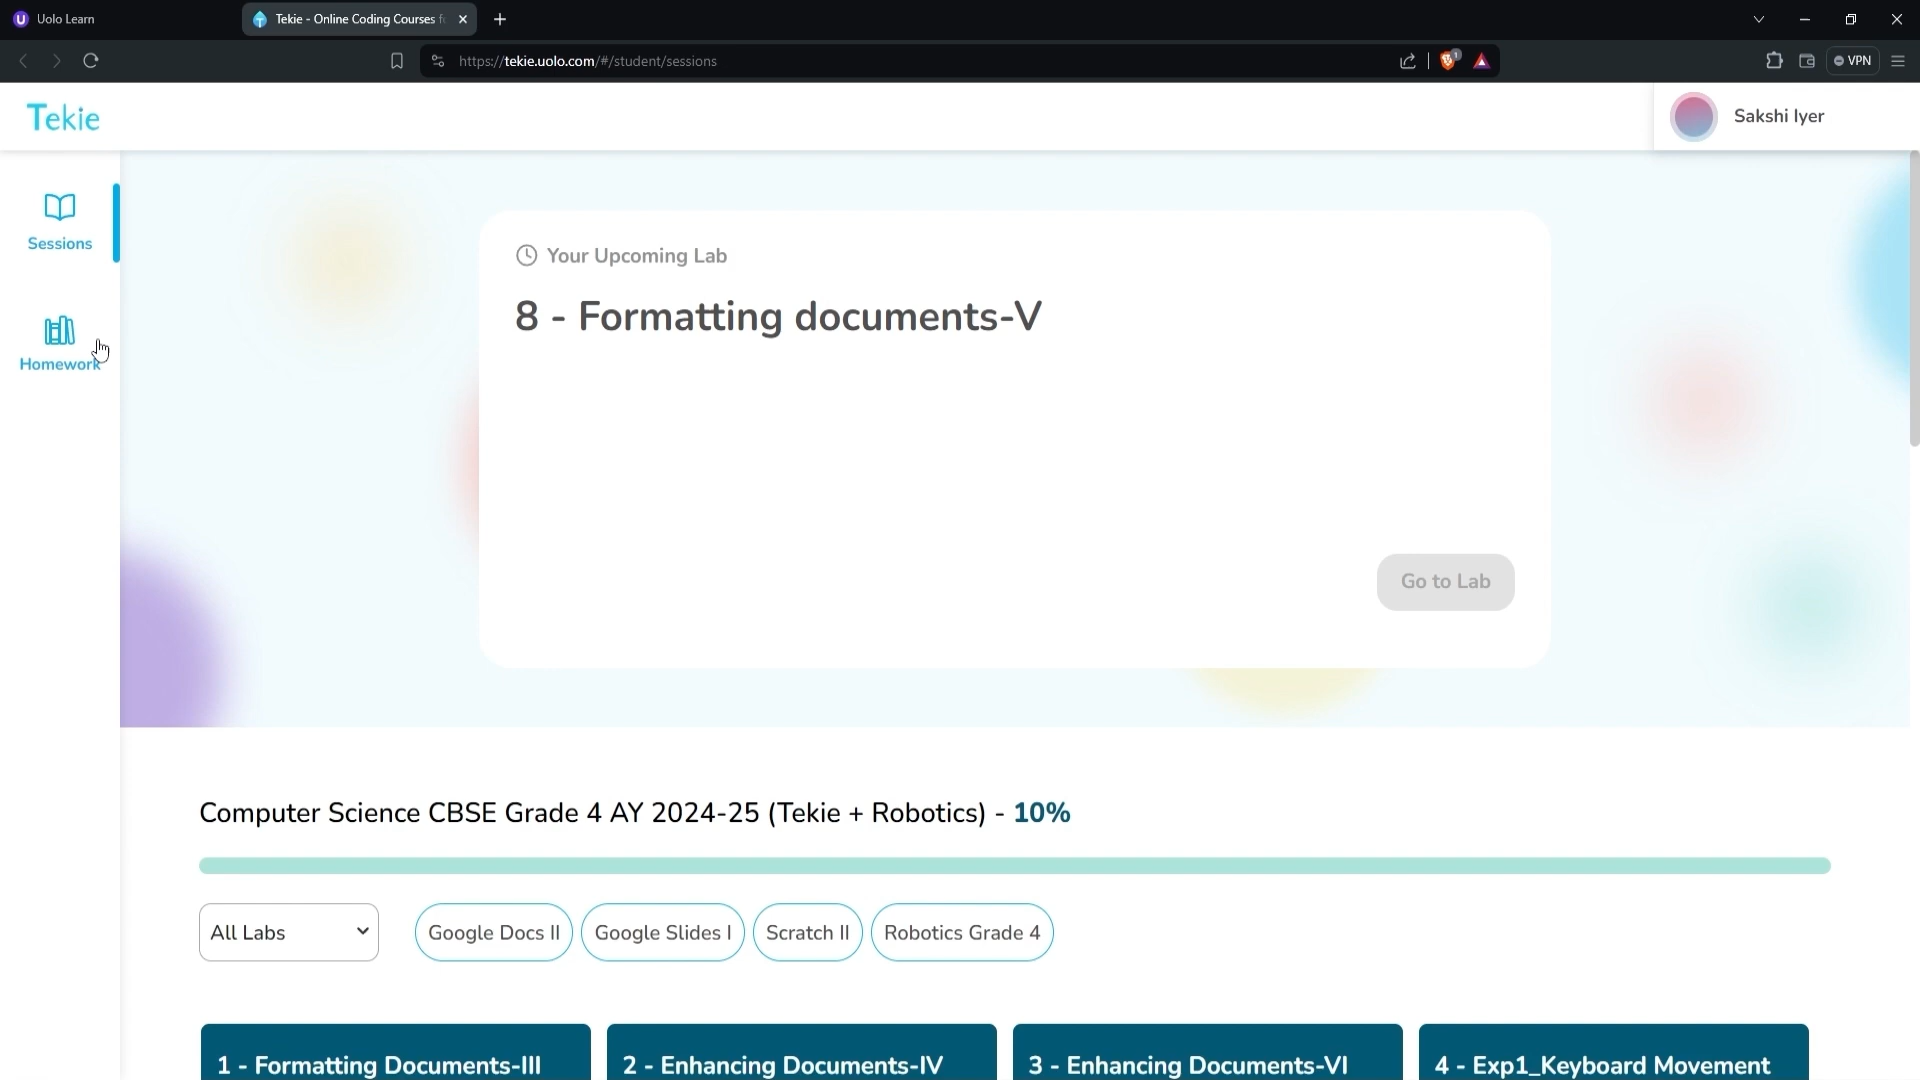 Uolo Learn
Tekie - Online Coding Courses f
https://tekie.uolo.com/#/student/sessions
VPN
Tekie
Sakshi Iyer
Sessions
Homework
Your Upcoming Lab
8 - Formatting documents-V
Go to Lab
Computer Science CBSE Grade 4 AY 2024-25 (Tekie + Robotics) - 10%
All Labs
Google Docs II
Google Slides I
Scratch II
Robotics Grade 4
1 - Formatting Documents-III
2 - Enhancing Documents-IV
3 - Enhancing Documents-VI
4 - Exp1_Keyboard Movement